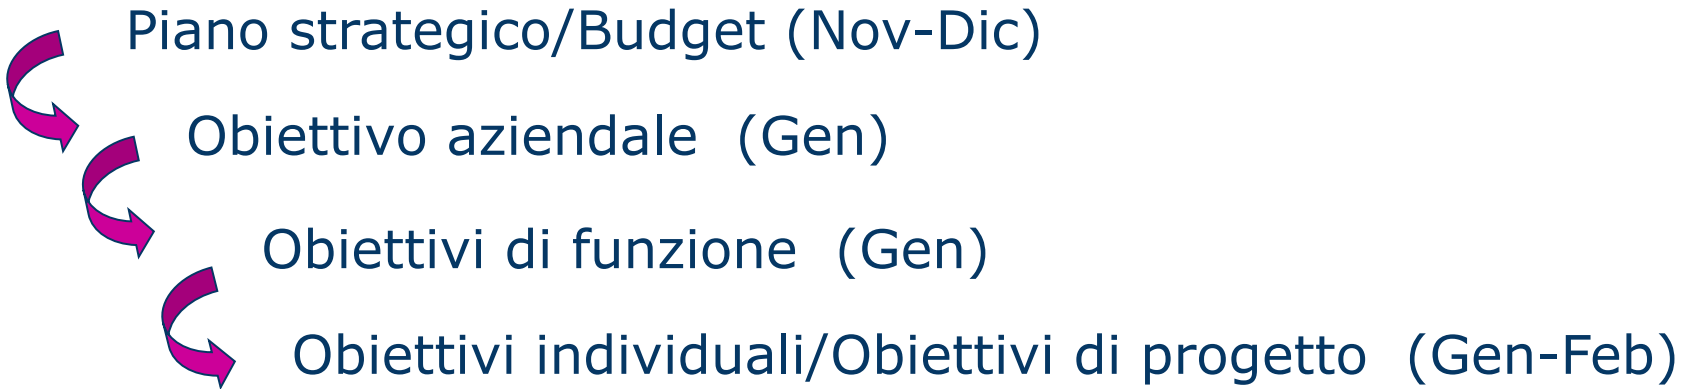 Piano strategico/Budget (Nov-Dic)
Obiettivo aziendale (Gen)
Obiettivi di funzione (Gen)
Obiettivi individuali/Obiettivi di progetto (Gen-Feb)